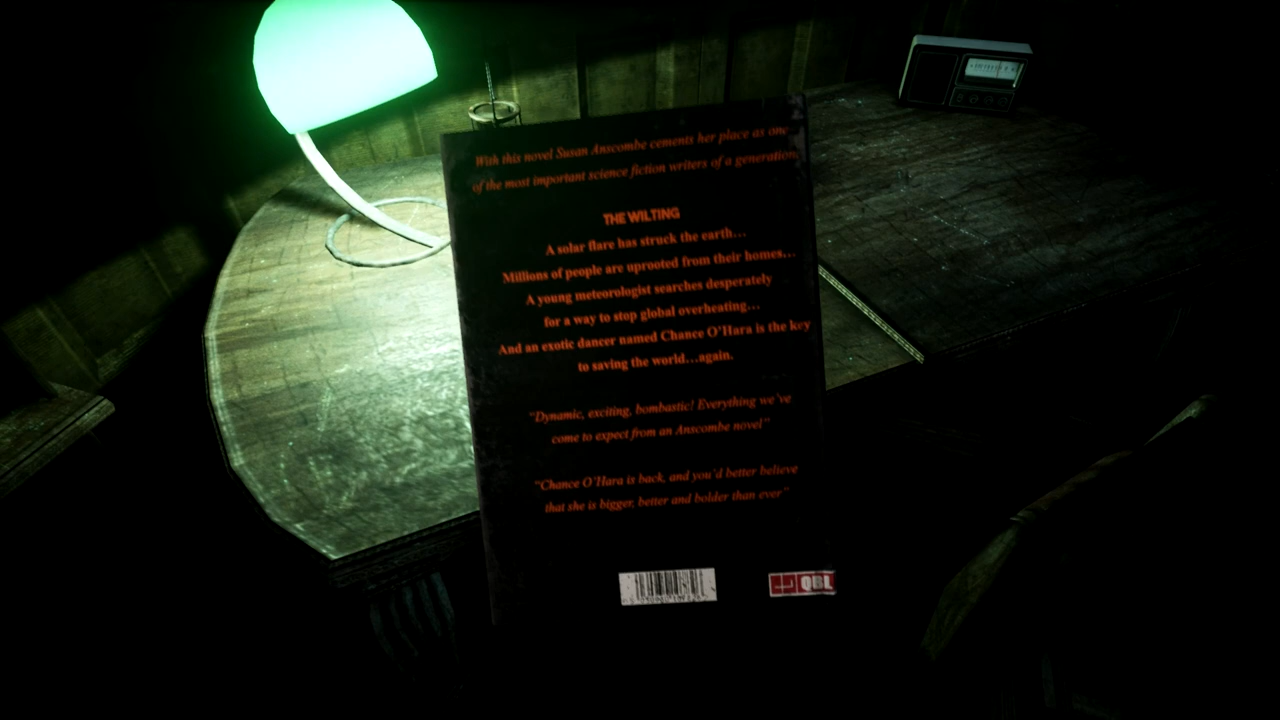 With this novel Susan Anscombe cements her place as one
of the most important science fiction writers of a generation.
THE WILTING
A solar flare has struck the earth...
Millions of people are uprooted from their homes...
A young meteorologist searches desperately
for a way to stop global overheating...
And an exotic dancer named Chance O'Hara is the key
to saving the world...again.
"Dynamic, exciting, bombastic! Everything we've
come to expect from an Anscombe novel"
"Chance O'Hara is back, and you'd better believe
that she is bigger, better and bolder than ever"
QBL